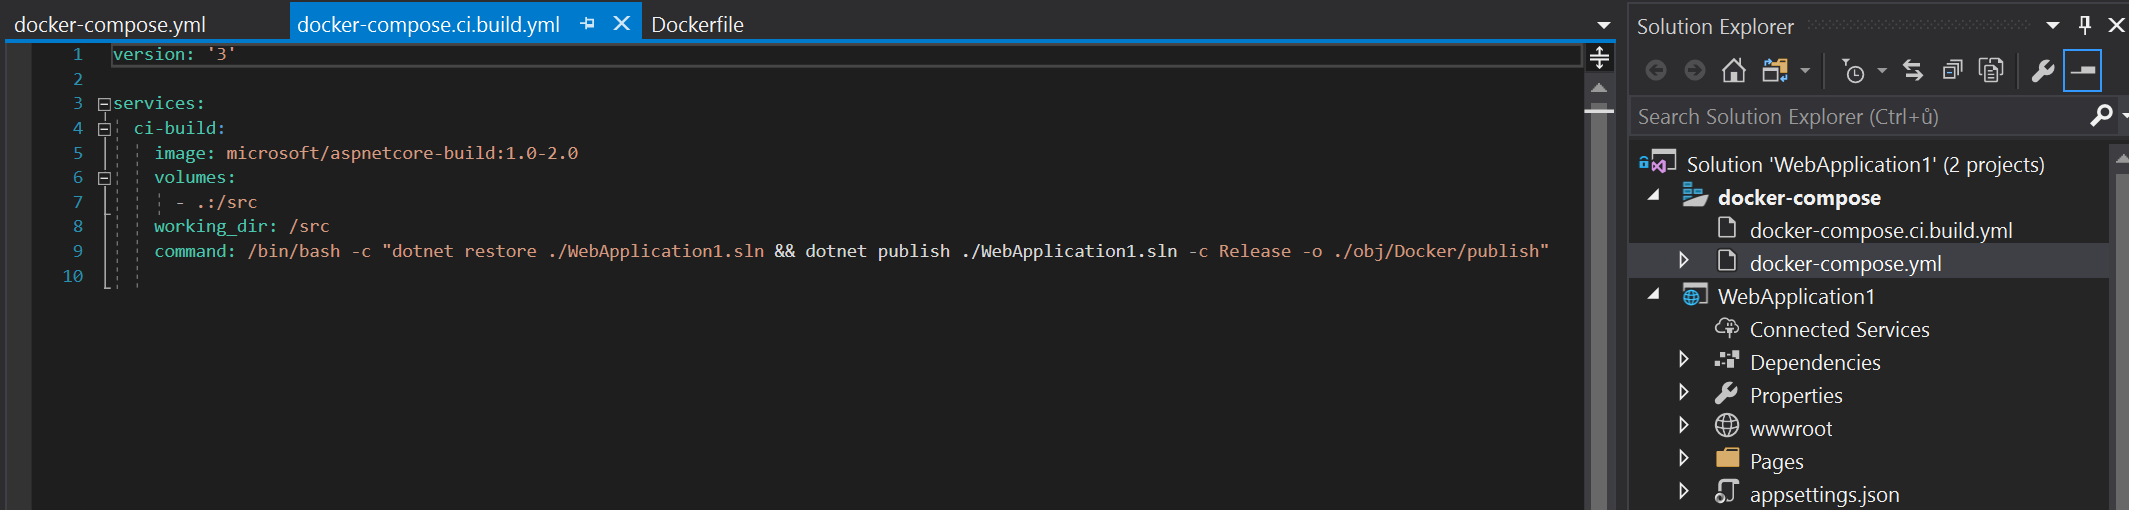 docker-compose.yml
docker-compose.ci.build.yml
Dockerfile
1 version: '3'
2
3 services:
4 ci-build:
5 image: microsoft/aspnetcore-build:1.0-2.0
6 volumes:
7 - .:/src
8 working_dir: /src
9 command: /bin/bash -c "dotnet restore ./WebApplication1.sln && dotnet publish ./WebApplication1.sln -c Release -o ./obj/Docker/publish"
10
Solution Explorer
Search Solution Explorer (Ctrl+ů)
Solution 'WebApplication1' (2 projects)
docker-compose
docker-compose.ci.build.yml
docker-compose.yml
WebApplication1
Connected Services
Dependencies
Properties
wwwroot
Pages
appsettings.json